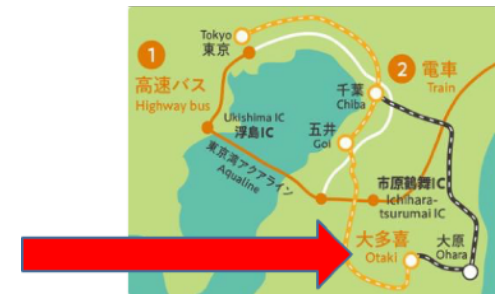 Tokyo
東京
1
高速バス
Highway bus
2 電車
Train
千葉
Chiba
Ukishima IC
浮島IC
五井
Goi
東京湾アクアライン
Aqualine
市原鶴舞IC
Ichihara-
tsurumai IC
大多喜
Otaki
大原
Ohara